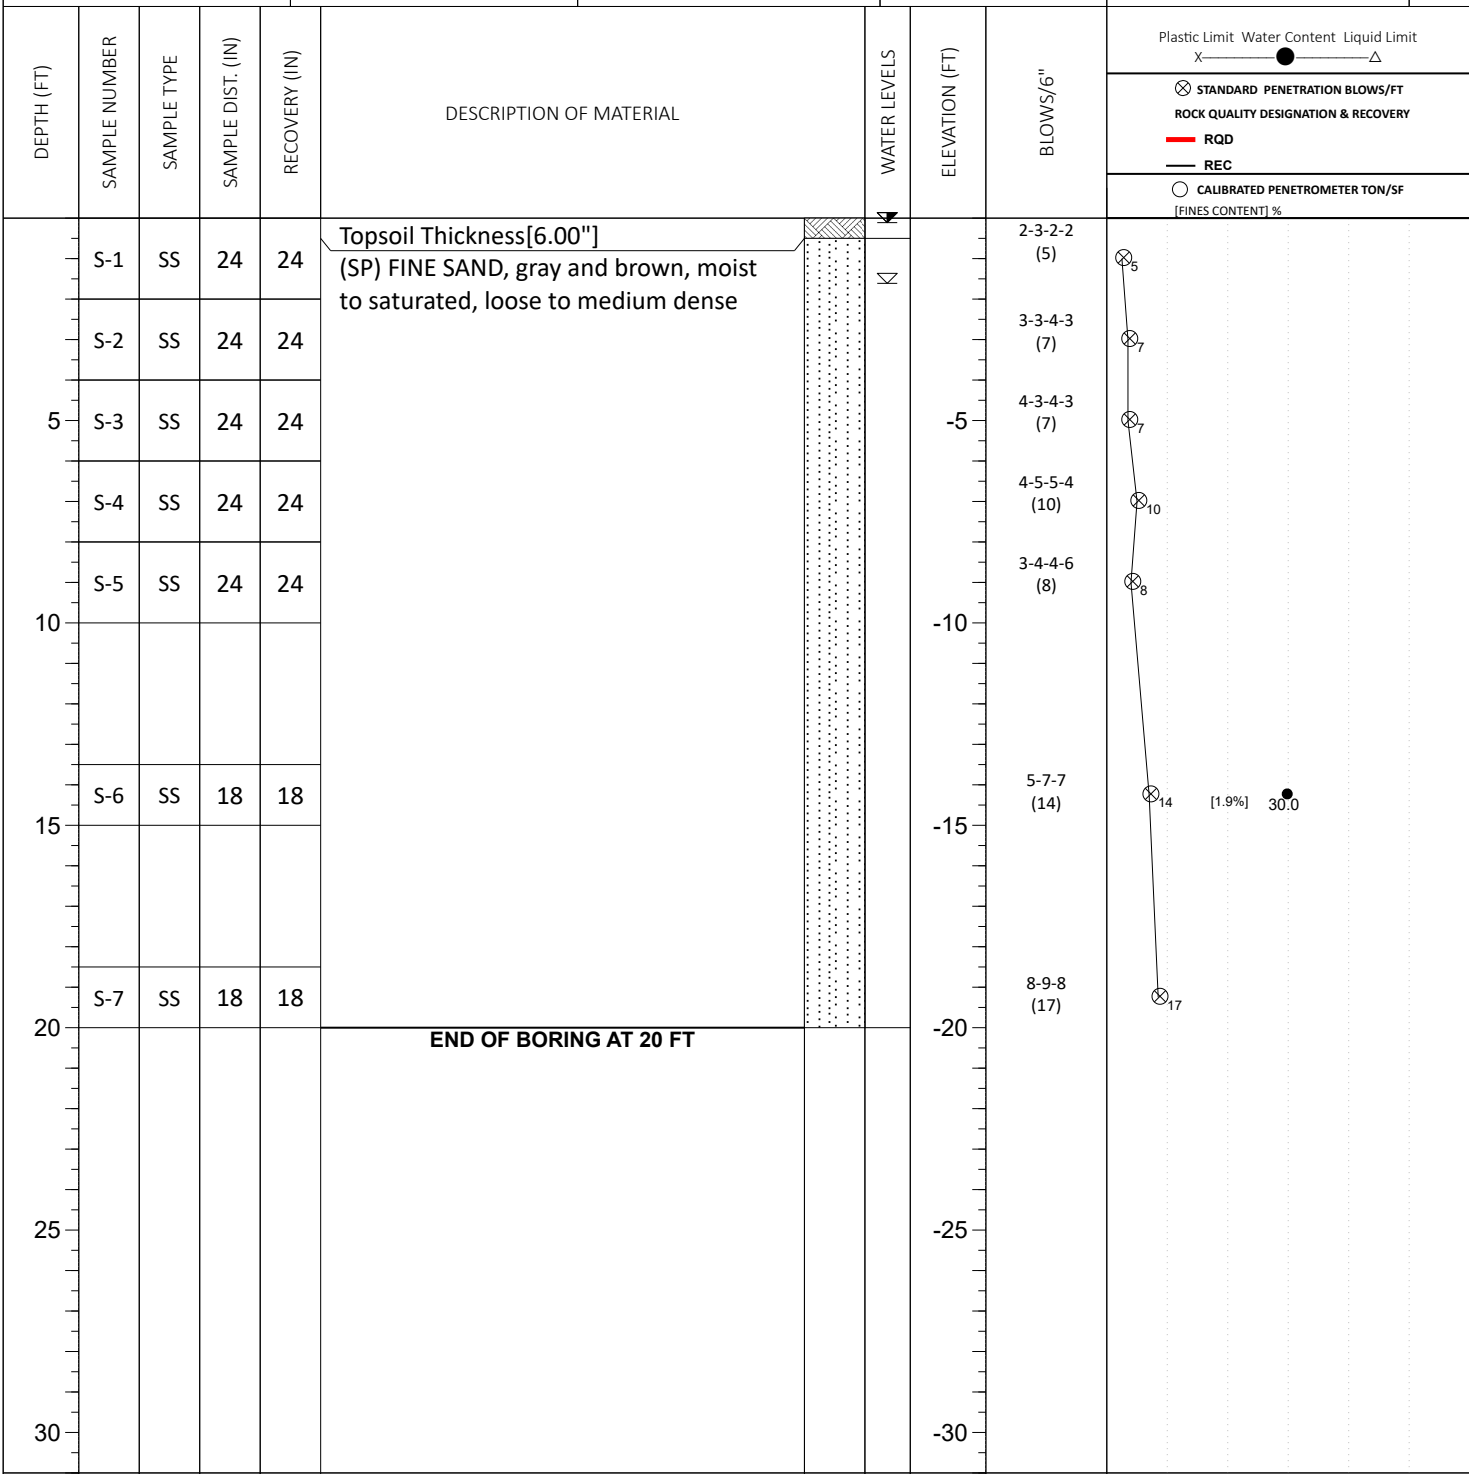 DEPTH (FT)
SAMPLE NUMBER
SAMPLE TYPE
SAMPLE DIST. (IN)
RECOVERY (IN)
DESCRIPTION OF MATERIAL
WATER LEVELS
ELEVATION (FT)
BLOWS/6"
Plastic Limit Water Content Liquid Limit
X
STANDARD PENETRATION BLOWS/FT
ROCK QUALITY DESIGNATION & RECOVERY
RQD
REC
CALIBRATED PENETROMETER TON/SF
[FINES CONTENT] %
Topsoil Thickness[6.00"]
(SP) FINE SAND, gray and brown, moist
to saturated, loose to medium dense
S-1 SS 24 24
2-3-2-2
(5)
5
S-2 SS 24 24
3-3-4-3
(7)
7
5 S-3 SS 24 24 -5
4-3-4-3
(7)
7
S-4 SS 24 24
4-5-5-4
(10)
10
S-5 SS 24 24
3-4-4-6
(8)
8
10 -10
S-6 SS 18 18
5-7-7
(14)
14 [1.9%] 30.0
15 -15
S-7 SS 18 18
8-9-8
(17)
17
20 -20
END OF BORING AT 20 FT
25 -25
30 -30